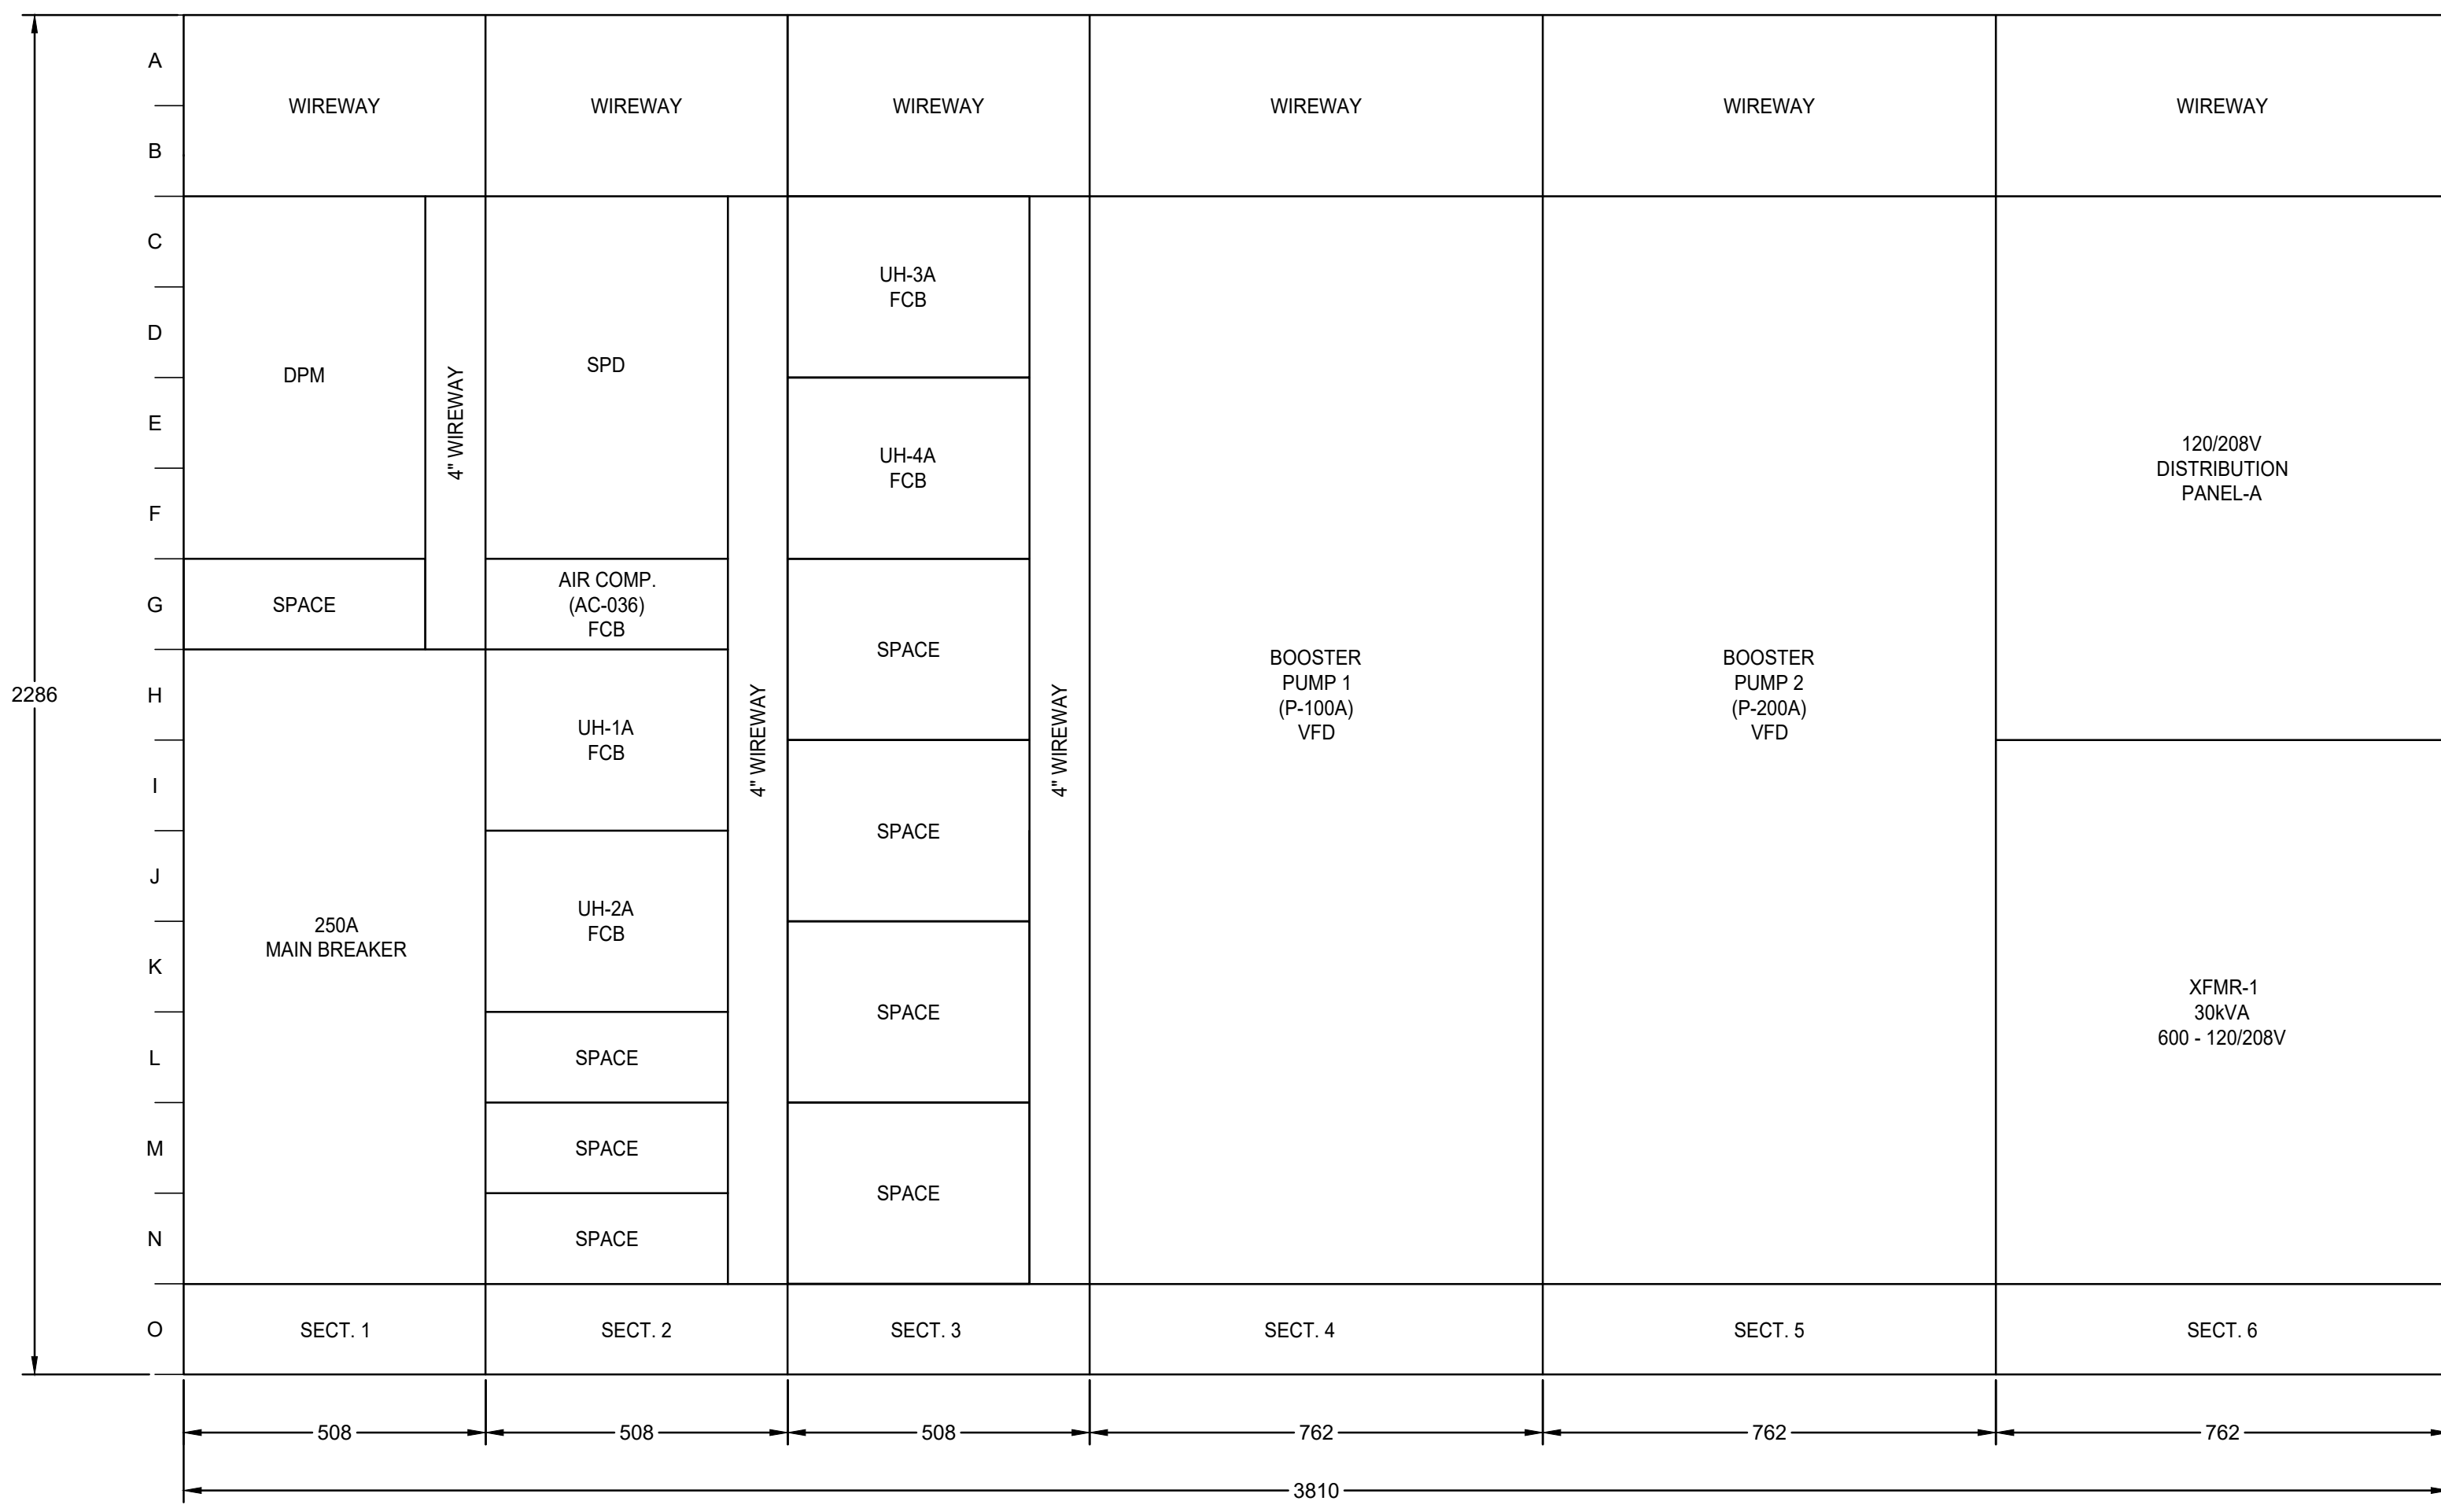 A
B
C
D
E
F
G
H
I
J
K
L
M
N
O
2286
WIREWAY
DPM
4" WIREWAY
SPACE
250A
MAIN BREAKER
SECT. 1
WIREWAY
SPD
AIR COMP.
(AC-036)
FCB
UH-1A
FCB
UH-2A
FCB
SPACE
SPACE
SPACE
4" WIREWAY
SECT. 2
WIREWAY
UH-3A
FCB
UH-4A
FCB
SPACE
SPACE
SPACE
SPACE
4" WIREWAY
SECT. 3
WIREWAY
BOOSTER
PUMP 1
(P-100A)
VFD
SECT. 4
WIREWAY
BOOSTER
PUMP 2
(P-200A)
VFD
SECT. 5
WIREWAY
120/208V
DISTRIBUTION
PANEL-A
XFMR-1
30kVA
600 - 120/208V
SECT. 6
508
508
508
762
762
762
3810